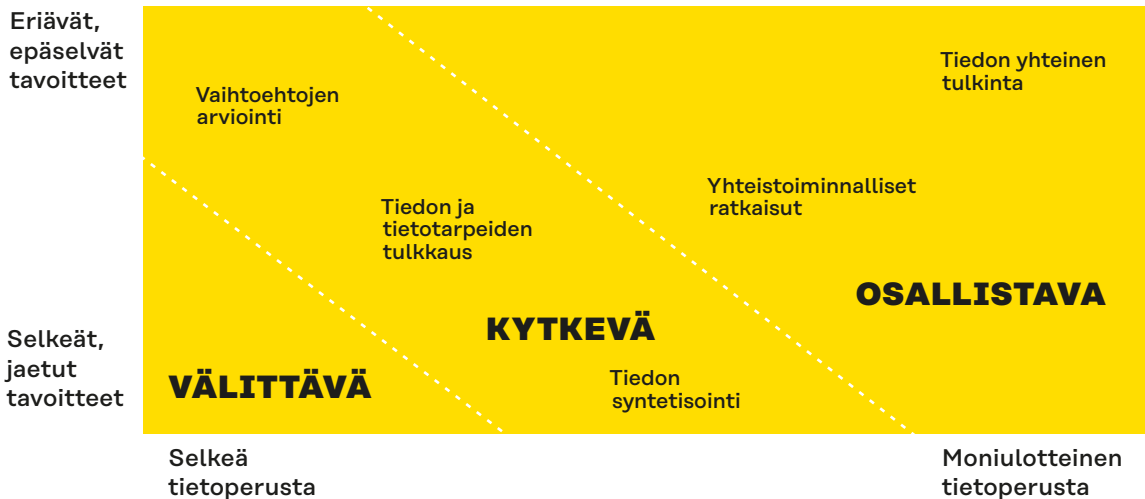 Eriävät,
epäselvät
tavoitteet
Vaihtoehtojen
arviointi
Tiedon yhteinen
tulkinta
Tiedon ja
tietotarpeiden
tulkkaus
Yhteistoiminnalliset
ratkaisut
OSALLISTAVA
KYTKEVÄ
Selkeät,
jaetut
tavoitteet
VÄLITTÄVÄ
Tiedon
syntetisointi
Selkeä
tietoperusta
Moniulotteinen
tietoperusta